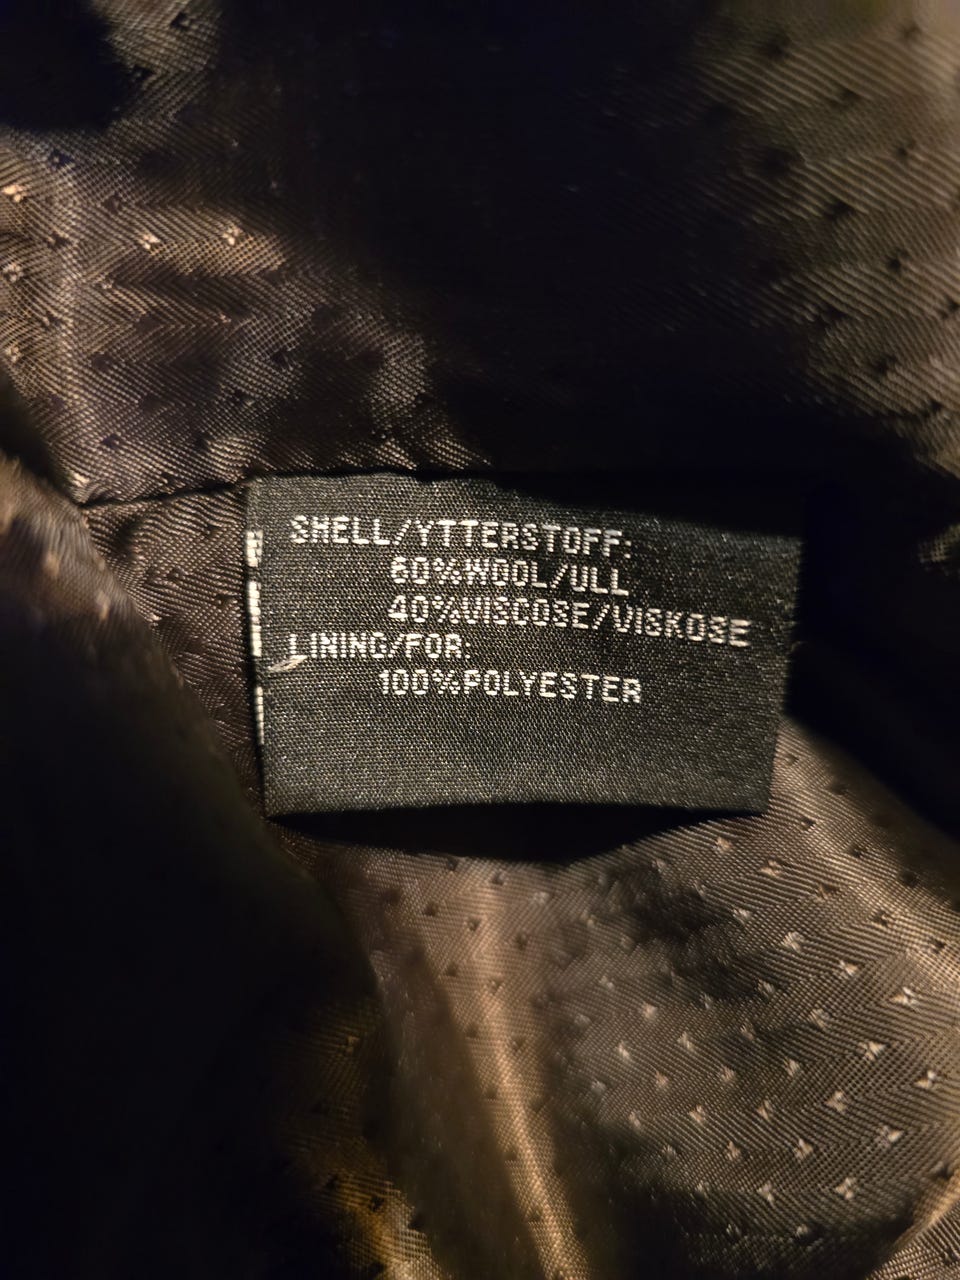 SHELL/YTTERSTOFF:
60%WOOL/ULL
40%VISCOSE/VISKOSE
LINING/FOR:
100%POLYESTER